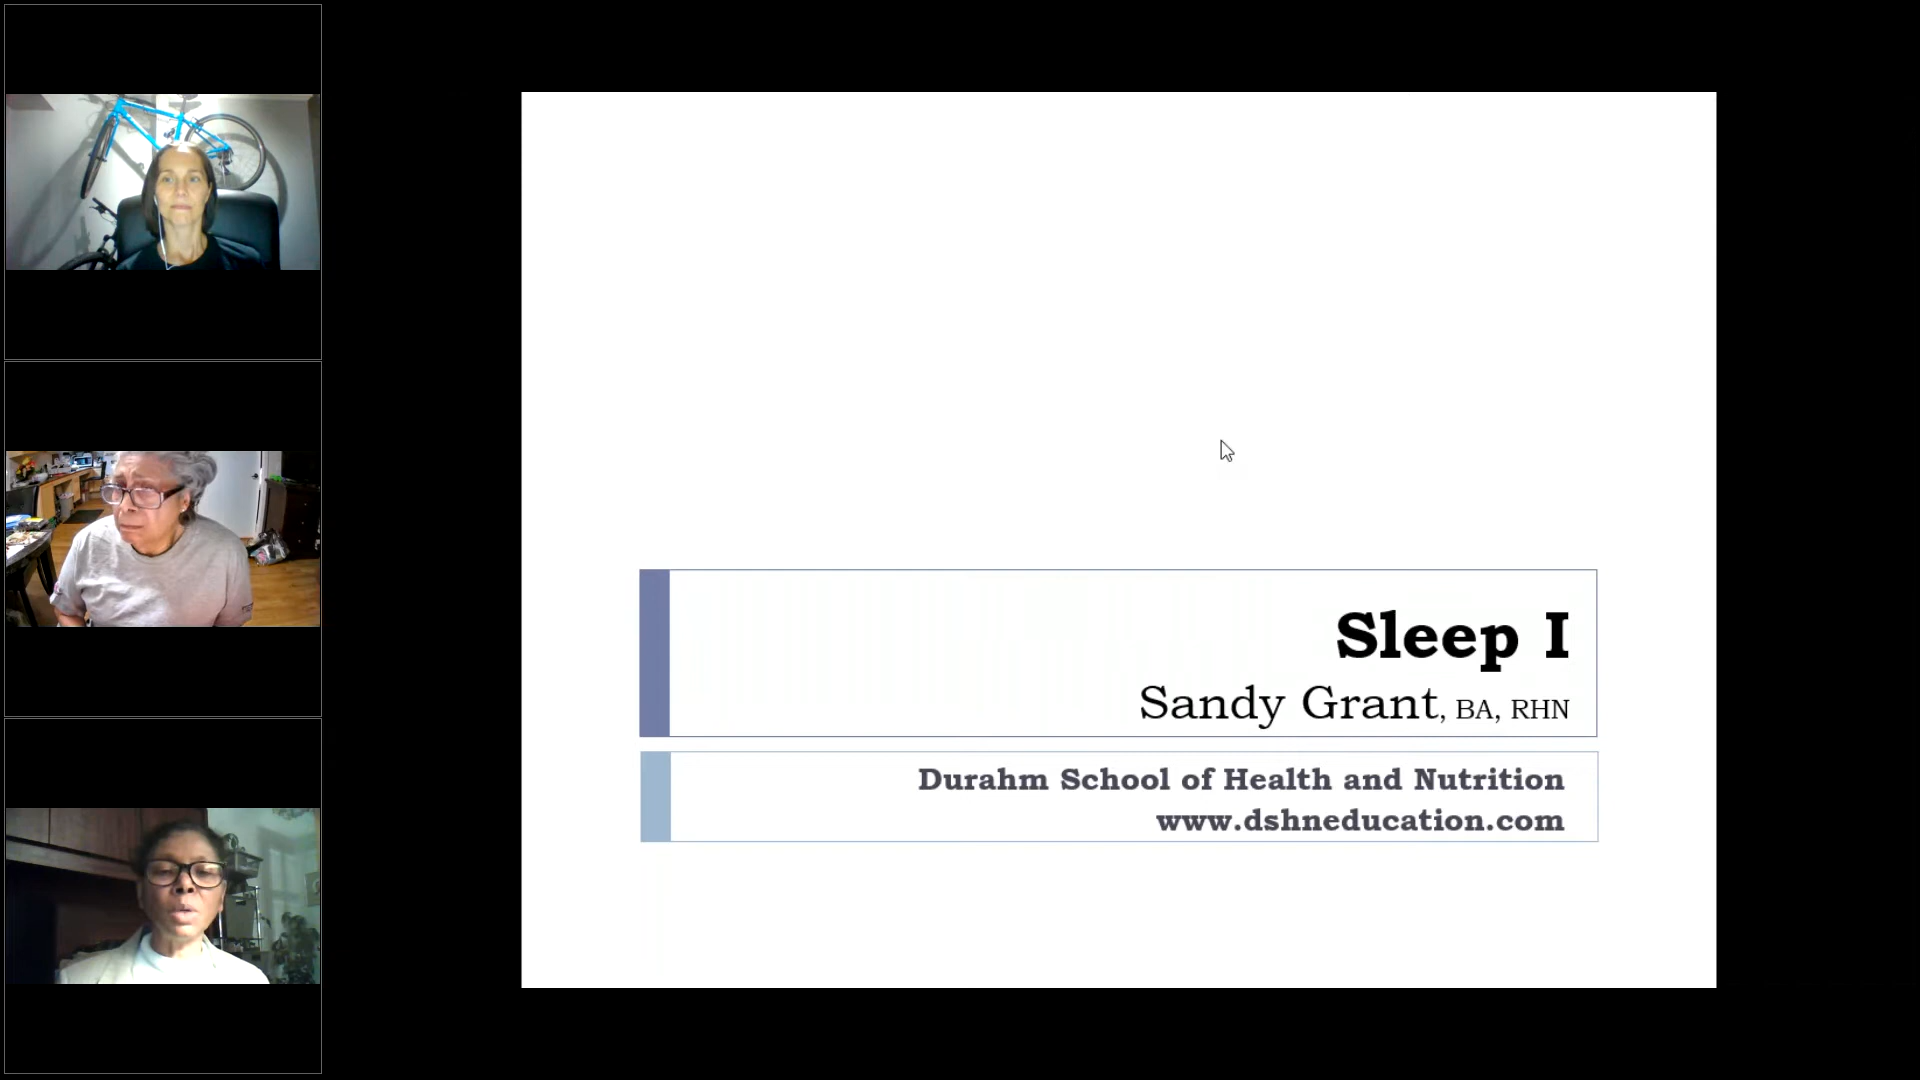 Sleep I
Sandy Grant, BA, RHN
Durahm School of Health and Nutrition
www.dshneducation.com